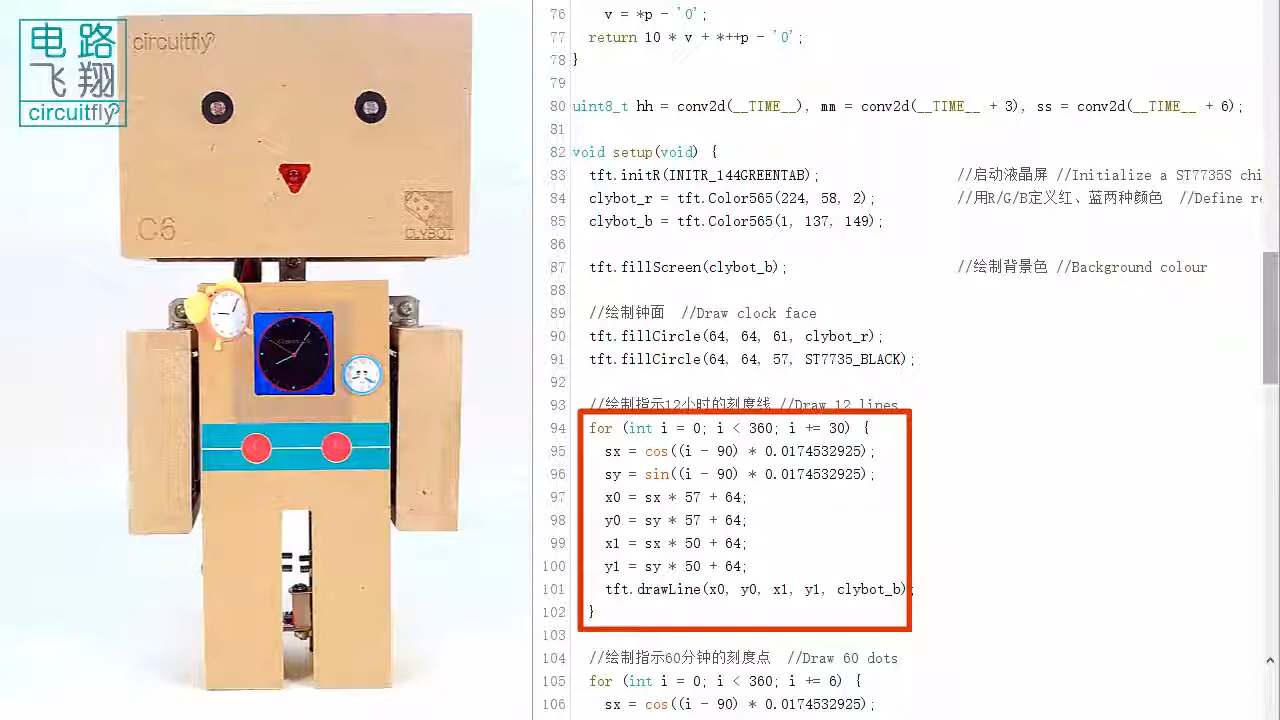 电路
飞翔
circuitfly?
circuitfly?
C6
CLYBOT
76 v = *p - '0';
77 return 10 * v + *++p - '0';
78 }
79
80 uint8_t hh = conv2d(__TIME__), mm = conv2d(__TIME__ + 3), ss = conv2d(__TIME__ + 6);
81
82 void setup(void) {
83 tft.initR(INITR_144GREENTAB); //启动液晶屏 //Initialize a ST7735S chi
84 clybot_r = tft.Color565(224, 58, 2); //用R/G/B定义红、蓝两种颜色 //Define re
85 clybot_b = tft.Color565(1, 137, 149);
86
87 tft.fillScreen(clybot_b); //绘制背景色 //Background colour
88
89 //绘制钟面 //Draw clock face
90 tft.fillCircle(64, 64, 61, clybot_r);
91 tft.fillCircle(64, 64, 57, ST7735_BLACK);
92
93 //绘制指示12小时的刻度线 //Draw 12 lines
94 for (int i = 0; i < 360; i += 30) {
95 sx = cos((i - 90) * 0.0174532925);
96 sy = sin((i - 90) * 0.0174532925);
97 x0 = sx * 57 + 64;
98 y0 = sy * 57 + 64;
99 x1 = sx * 50 + 64;
100 y1 = sy * 50 + 64;
101 tft.drawLine(x0, y0, x1, y1, clybot_b);
102 }
103
104 //绘制指示60分钟的刻度点 //Draw 60 dots
105 for (int i = 0; i < 360; i += 6) {
106 sx = cos((i - 90) * 0.0174532925);